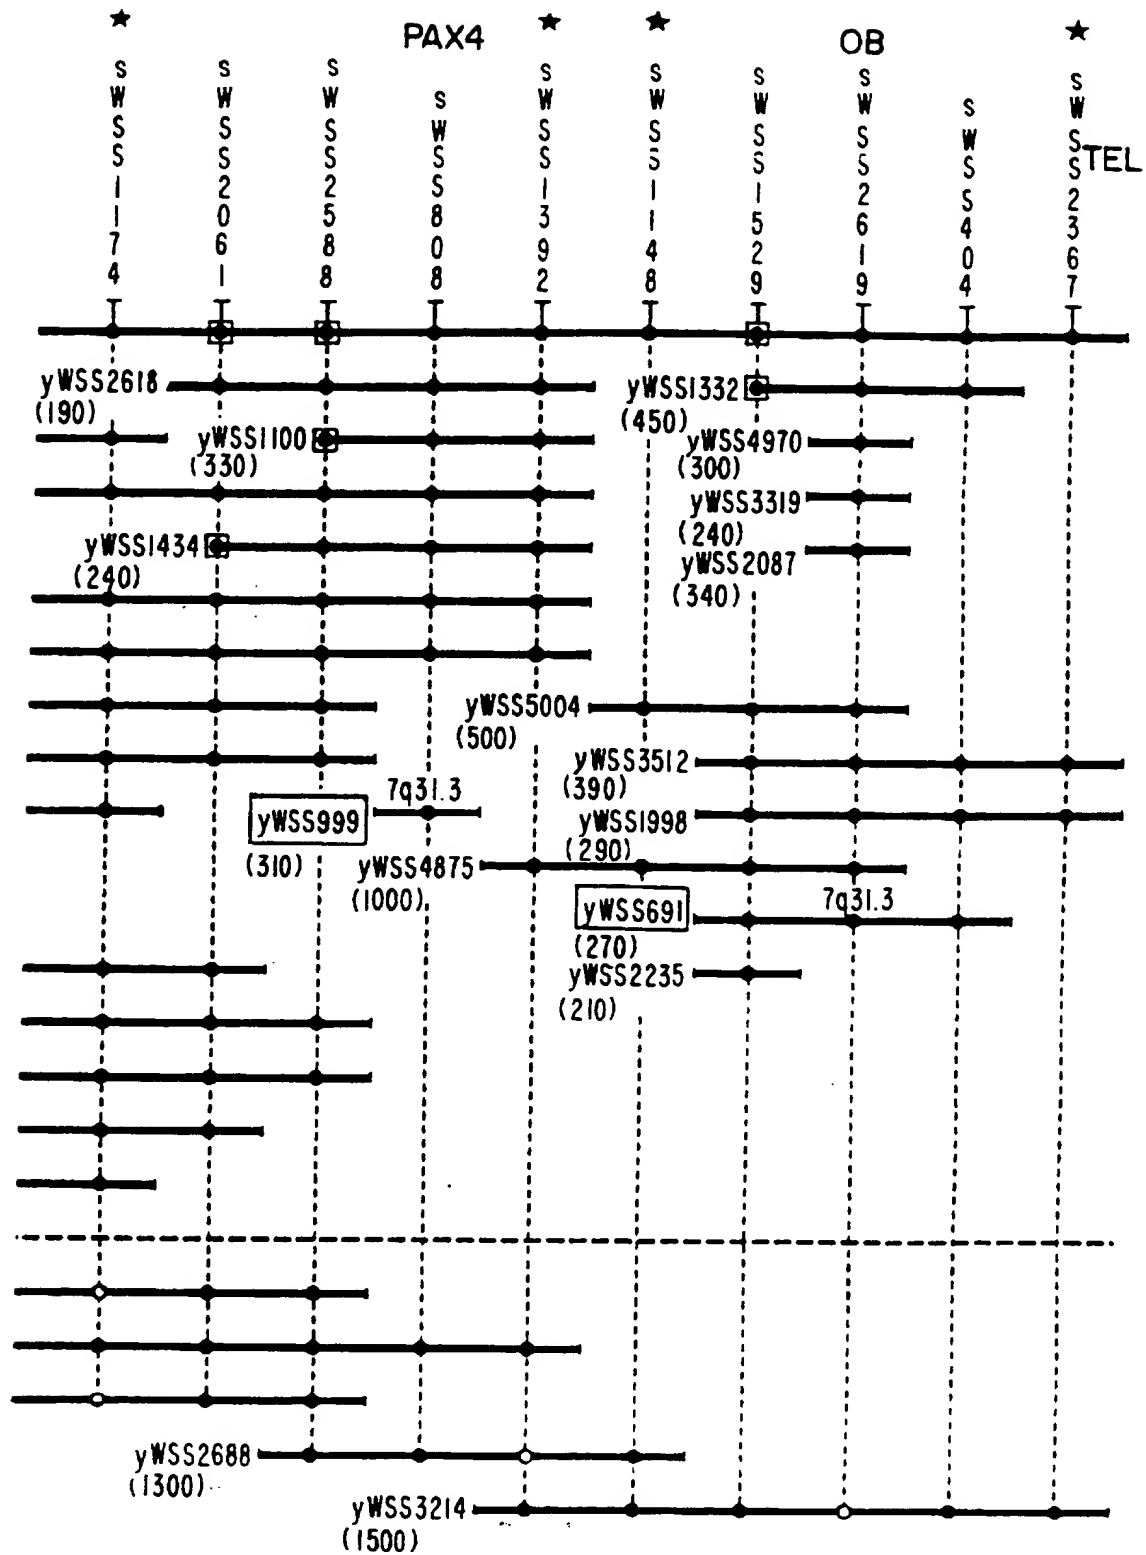 ★ PAX4 ★ ★ OB ★
sWSS1174
sWSS2061
sWSS2588
sWSS808
sWSS1392
sWSS1148
sWSS1529
sWSS2619
sWSS404
sWSS2367
TEL
yWSS2618
(190)
yWSS1332
(450)
yWSS1100
(330)
yWSS4970
(300)
yWSS3319
(240)
yWSS1434
(240)
yWSS2087
(340)
yWSS5004
(500)
yWSS3512
(390)
7q31.3
yWSS999
(310)
yWSS1998
(290)
yWSS4875
(1000)
7q31.3
yWSS691
(270)
yWSS2235
(210)
yWSS2688
(1300)
yWSS3214
(1500)